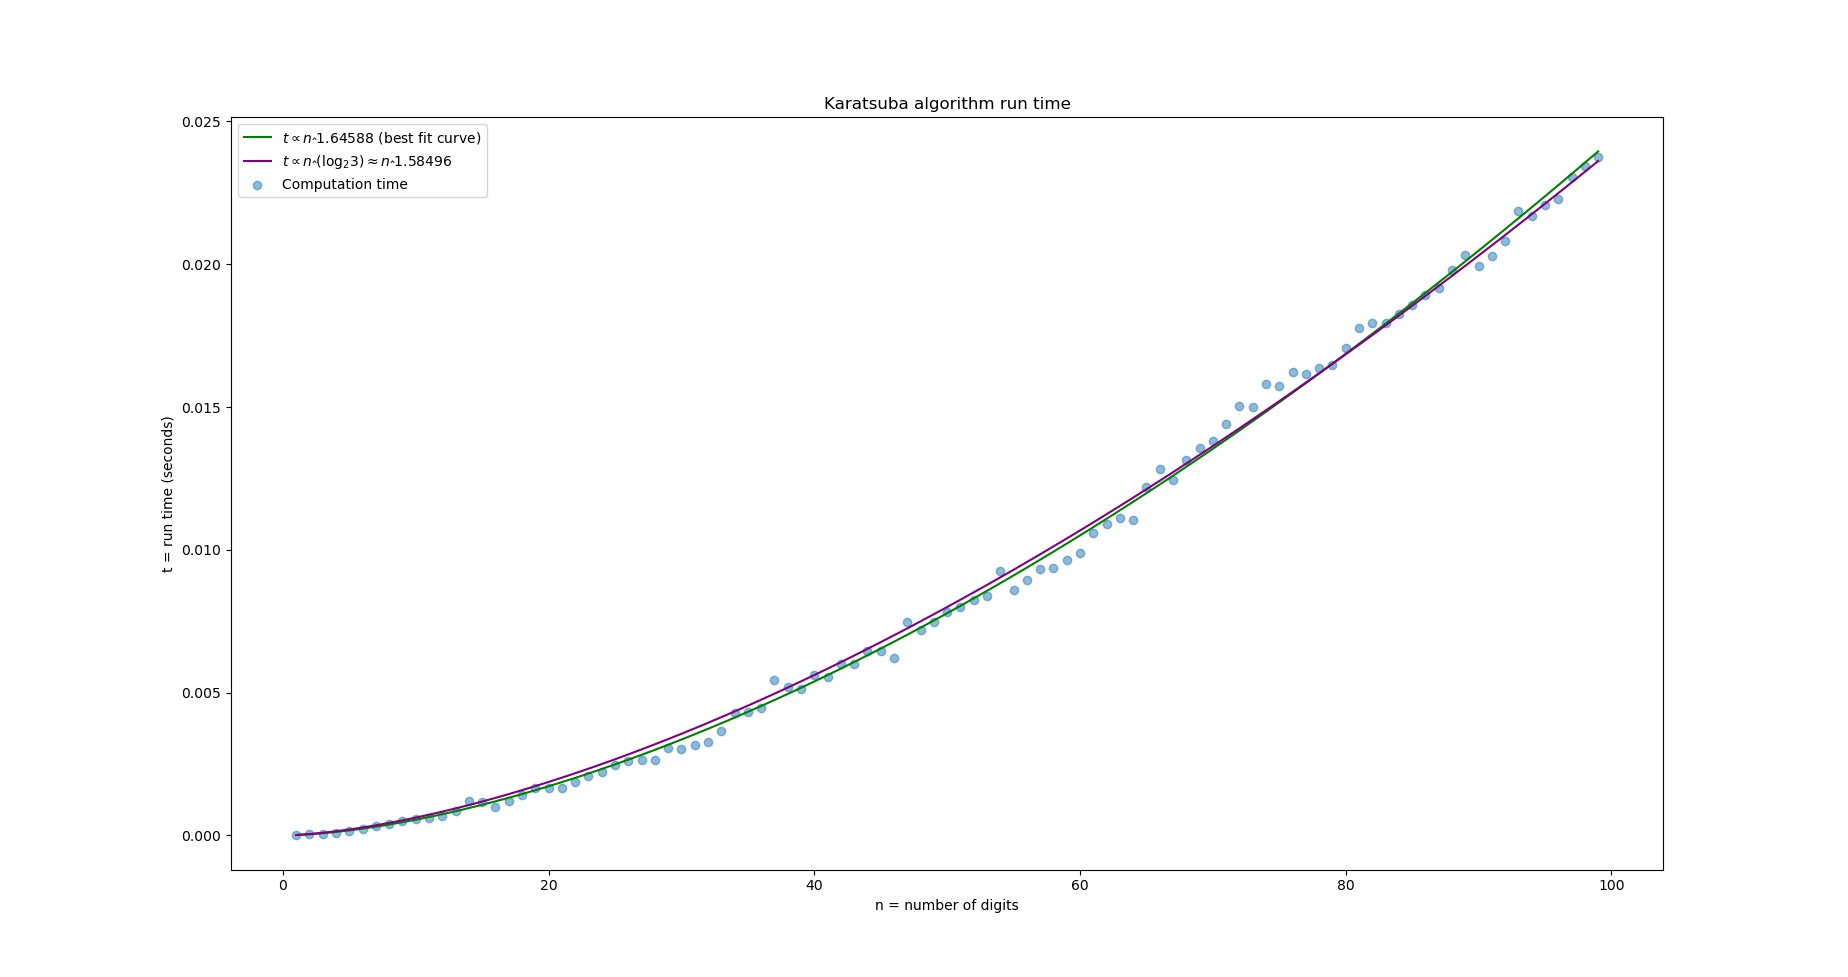 Karatsuba algorithm run time
t ∝ n^1.64588 (best fit curve)
t ∝ n^(log₂3) ≈ n^1.58496
Computation time
0.025
0.020
0.015
0.010
0.005
0.000
t = run time (seconds)
0 20 40 60 80 100
n = number of digits